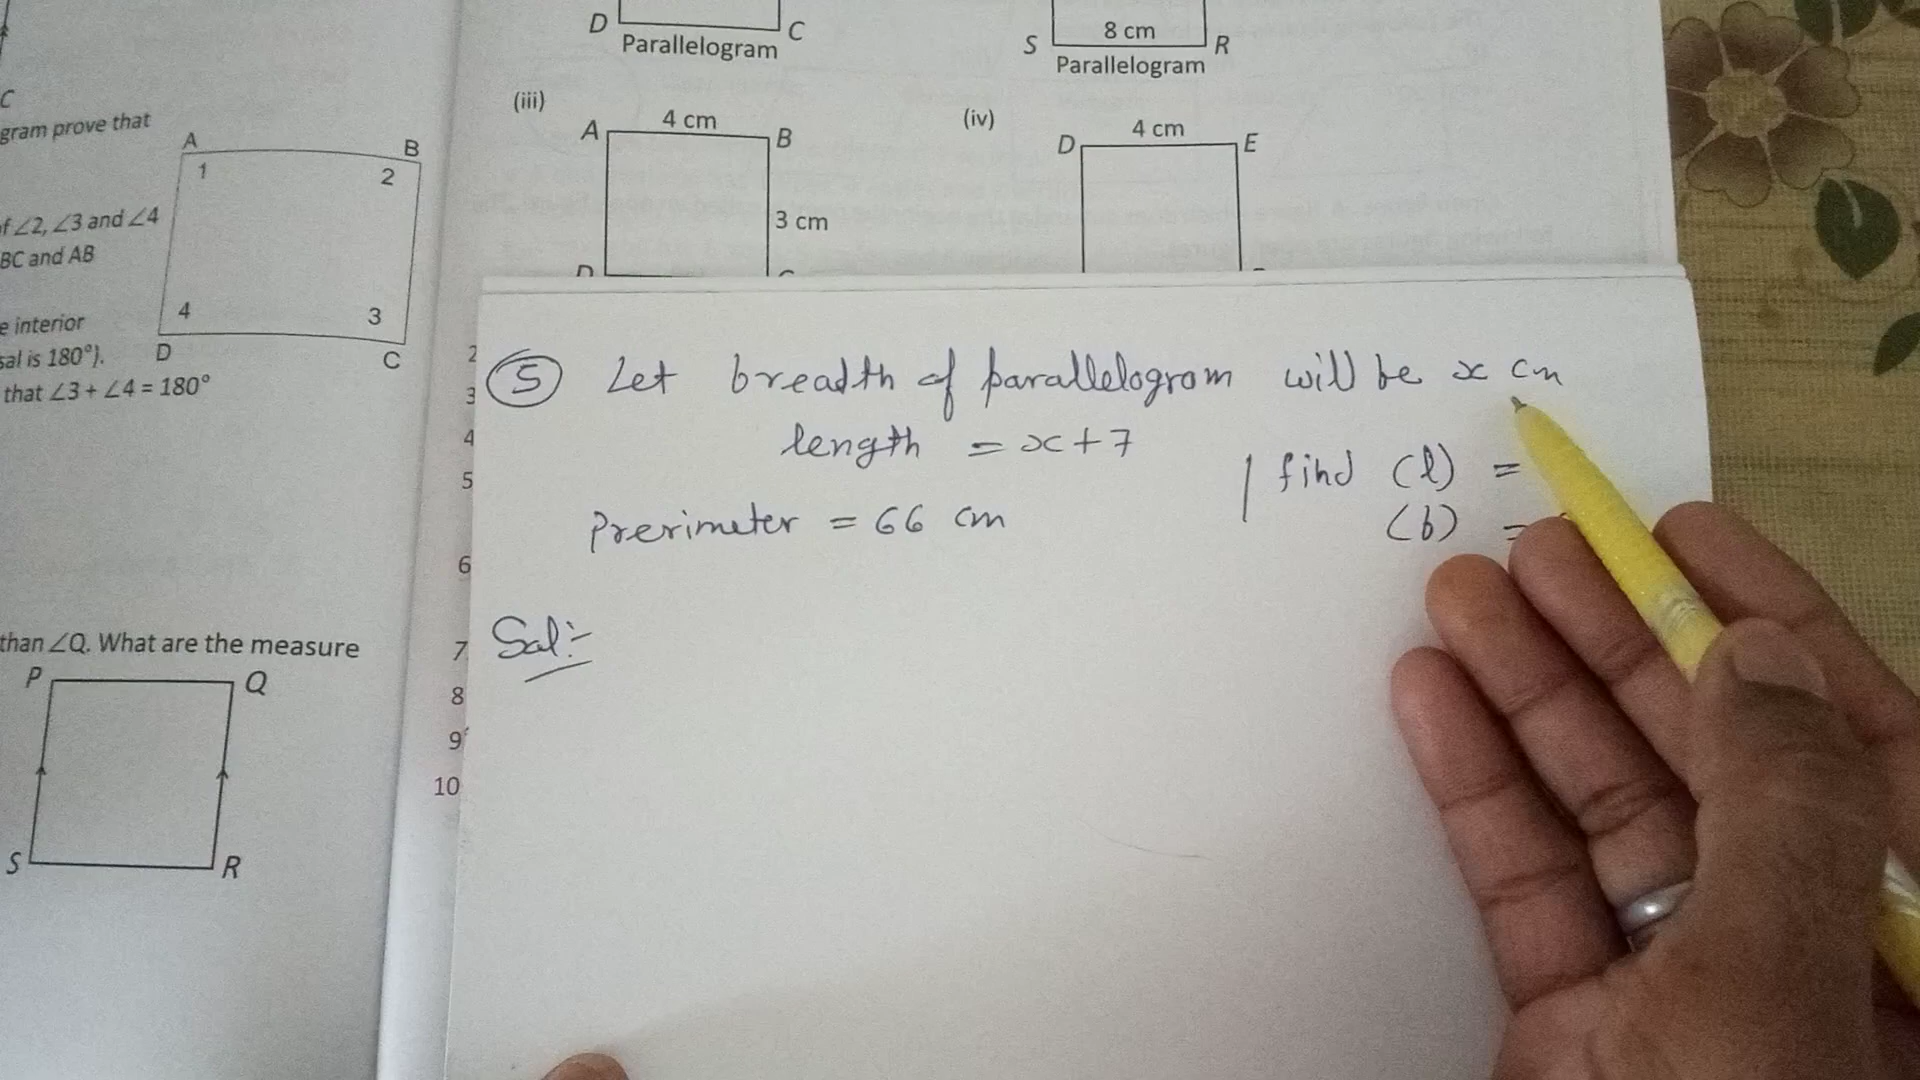 C
gram prove that
A
B
1
2
∠2, ∠3 and ∠4
BC and AB
4
3
e interior
D
C
sal is 180°).
that ∠3 + ∠4 = 180°
than ∠Q. What are the measure
P
Q
S
R
D
C
Parallelogram
8 cm
S
R
Parallelogram
(iii)
4 cm
A
B
3 cm
D
(iv)
4 cm
D
E
2
3
4
5
6
7
8
9
10
5 Let breadth of parallelogram will be x cm
length = x+7
find (l) =
Prerimeter = 66 cm
(b) =
Sol:-